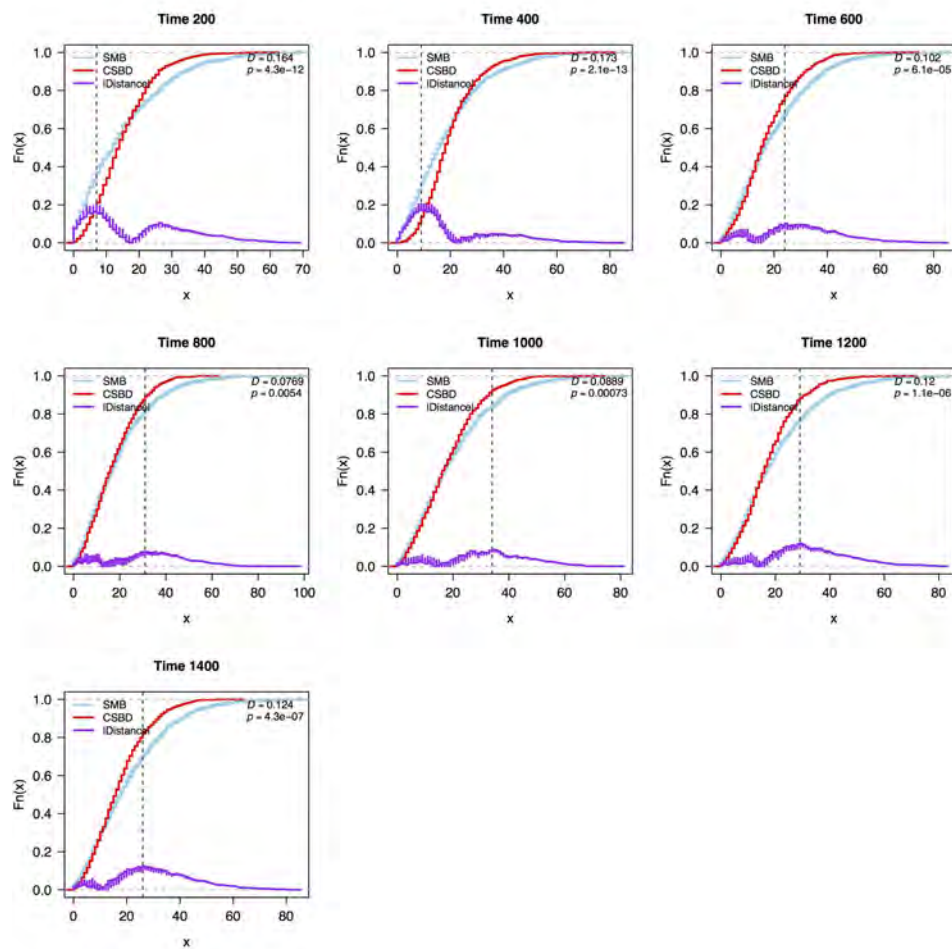 Time 200
SMB
CSBD
|Distance|
D = 0.164
p = 4.3e−12
Fn(x)
1.0
0.8
0.6
0.4
0.2
0.0
0 10 20 30 40 50 60 70
x
Time 400
SMB
CSBD
|Distance|
D = 0.173
p = 2.1e−13
Fn(x)
1.0
0.8
0.6
0.4
0.2
0.0
0 20 40 60 80
x
Time 600
SMB
CSBD
|Distance|
D = 0.102
p = 6.1e−05
Fn(x)
1.0
0.8
0.6
0.4
0.2
0.0
0 20 40 60 80
x
Time 800
SMB
CSBD
|Distance|
D = 0.0769
p = 0.0054
Fn(x)
1.0
0.8
0.6
0.4
0.2
0.0
0 20 40 60 80 100
x
Time 1000
SMB
CSBD
|Distance|
D = 0.0889
p = 0.00073
Fn(x)
1.0
0.8
0.6
0.4
0.2
0.0
0 20 40 60 80
x
Time 1200
SMB
CSBD
|Distance|
D = 0.12
p = 1.1e−06
Fn(x)
1.0
0.8
0.6
0.4
0.2
0.0
0 20 40 60 80
x
Time 1400
SMB
CSBD
|Distance|
D = 0.124
p = 4.3e−07
Fn(x)
1.0
0.8
0.6
0.4
0.2
0.0
0 20 40 60 80
x